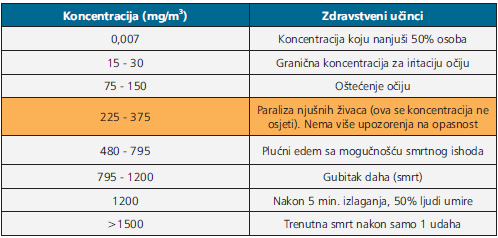 Koncentracija (mg/m³) Zdravstveni učinci
0,007 Koncentracija koju nanjuši 50% osoba
15 - 30 Granična koncentracija za iritaciju očiju
75 - 150 Oštećenje očiju
225 - 375 Paraliza njušnih živaca (ova se koncentracija ne
osjeti). Nema više upozorenja na opasnost
480 - 795 Plućni edem sa mogučnošću smrtnog ishoda
795 - 1200 Gubitak daha (smrt)
1200 Nakon 5 min. izlaganja, 50% ljudi umire
>1500 Trenutna smrt nakon samo 1 udaha